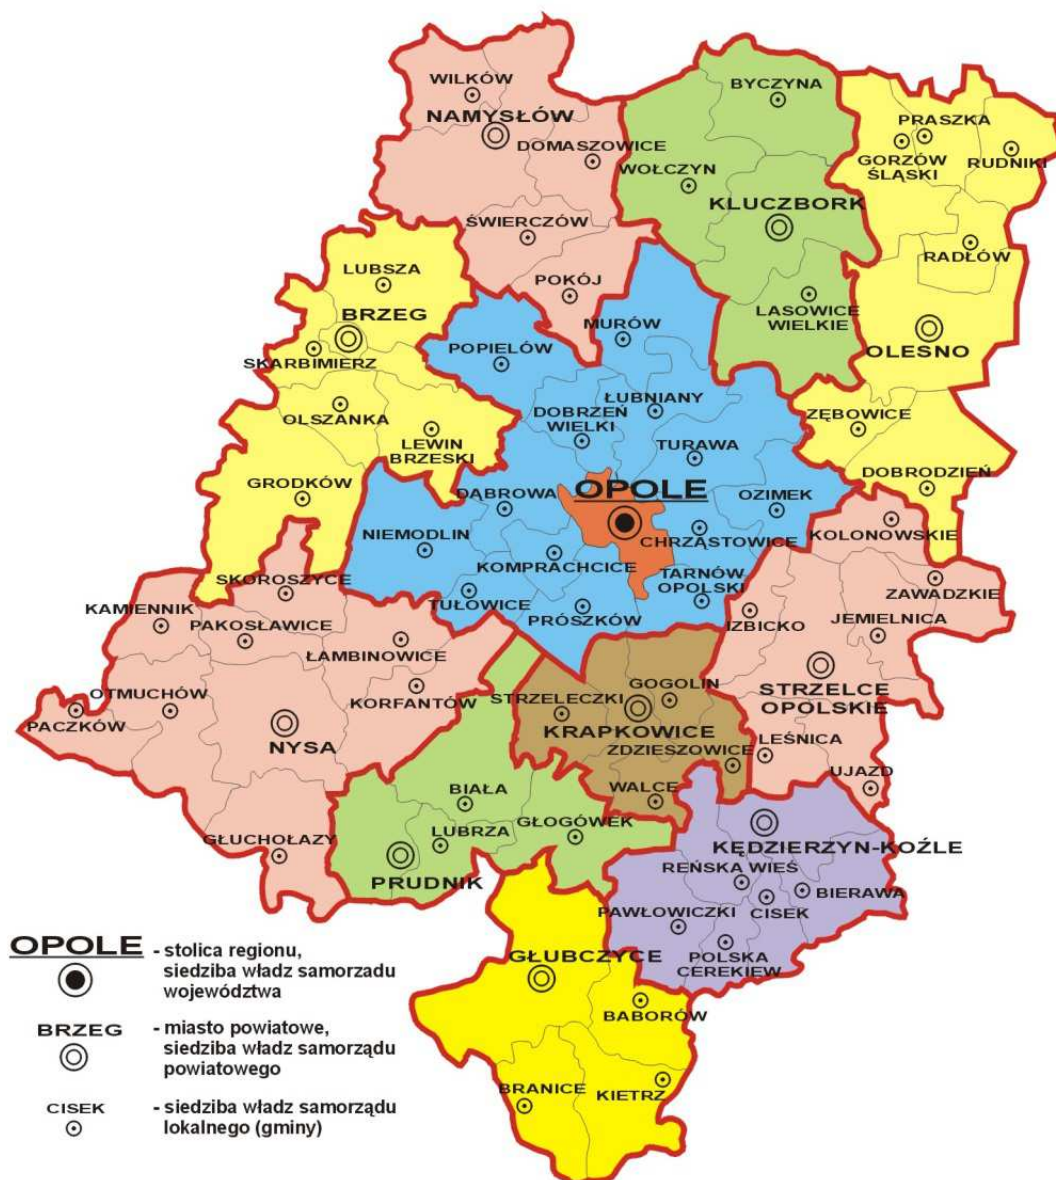 WILKÓW
NAMYSŁÓW
DOMASZOWICE
ŚWIERCZÓW
POKÓJ
BYCZYNA
WOŁCZYN
KLUCZBORK
LASOWICE
WIELKIE
PRASZKA
GORZÓW
ŚLĄSKI
RUDNIKI
RADŁÓW
OLESNO
ZĘBOWICE
DOBRODZIEŃ
LUBSZA
BRZEG
SKARBIMIERZ
OLSZANKA
LEWIN
BRZESKI
GRODKÓW
MURÓW
POPIELÓW
ŁUBNIANY
DOBRZEŃ
WIELKI
TURAWA
OPOLE
OZIMEK
DĄBROWA
NIEMODLIN
CHRZĄSTOWICE
KOMPRACHCICE
TARNÓW
OPOLSKI
TUŁOWICE
PRÓSZKÓW
KOLONOWSKIE
ZAWADZKIE
IZBICKO
JEMIELNICA
STRZELCE
OPOLSKIE
LEŚNICA
UJAZD
SKOROSZYCE
KAMIENNIK
PAKOSŁAWICE
ŁAMBINOWICE
OTMUCHÓW
PACZKÓW
KORFANTÓW
NYSA
GŁUCHOŁAZY
GOGOLIN
STRZELECZKI
KRAPKOWICE
ZDZIESZOWICE
WALCE
BIAŁA
LUBRZA
GŁOGÓWEK
PRUDNIK
KĘDZIERZYN-KOŹLE
REŃSKA WIEŚ
BIERAWA
CISEK
PAWŁOWICZKI
POLSKA
CEREKIEW
GŁUBCZYCE
BABORÓW
BRANICE
KIETRZ
OPOLE
- stolica regionu,
siedziba władz samorzadu
województwa
BRZEG
- miasto powiatowe,
siedziba władz samorządu
powiatowego
CISEK
- siedziba władz samorządu
lokalnego (gminy)